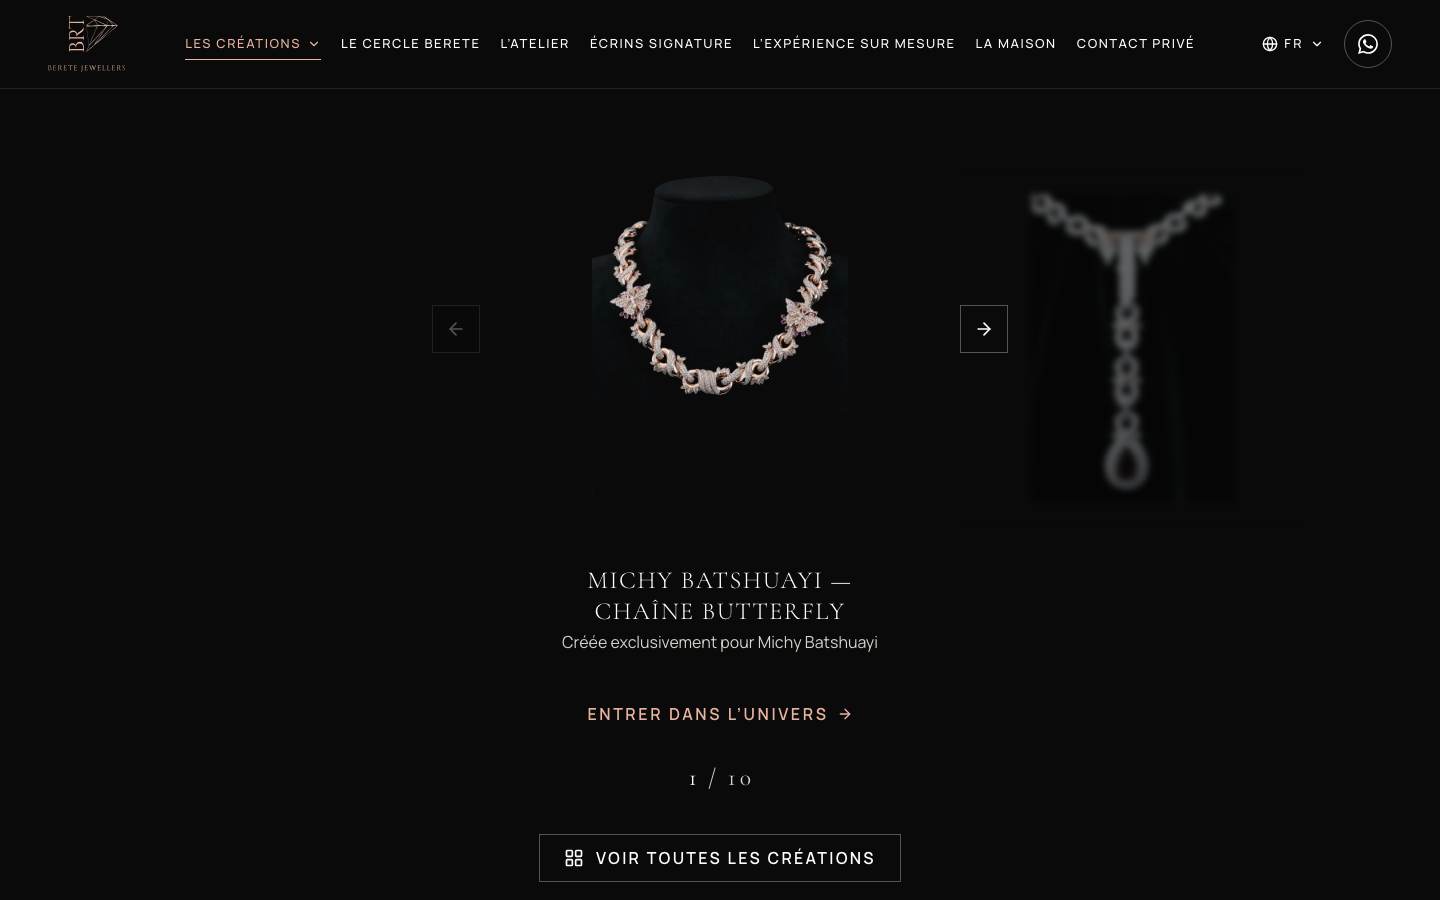 BRT
BERETE JEWELLERS
LES CRÉATIONS
LE CERCLE BERETE
L’ATELIER
ÉCRINS SIGNATURE
L’EXPÉRIENCE SUR MESURE
LA MAISON
CONTACT PRIVÉ
FR
MICHY BATSHUAYI —
CHAÎNE BUTTERFLY
Créée exclusivement pour Michy Batshuayi
ENTRER DANS L’UNIVERS →
1 / 10
VOIR TOUTES LES CRÉATIONS